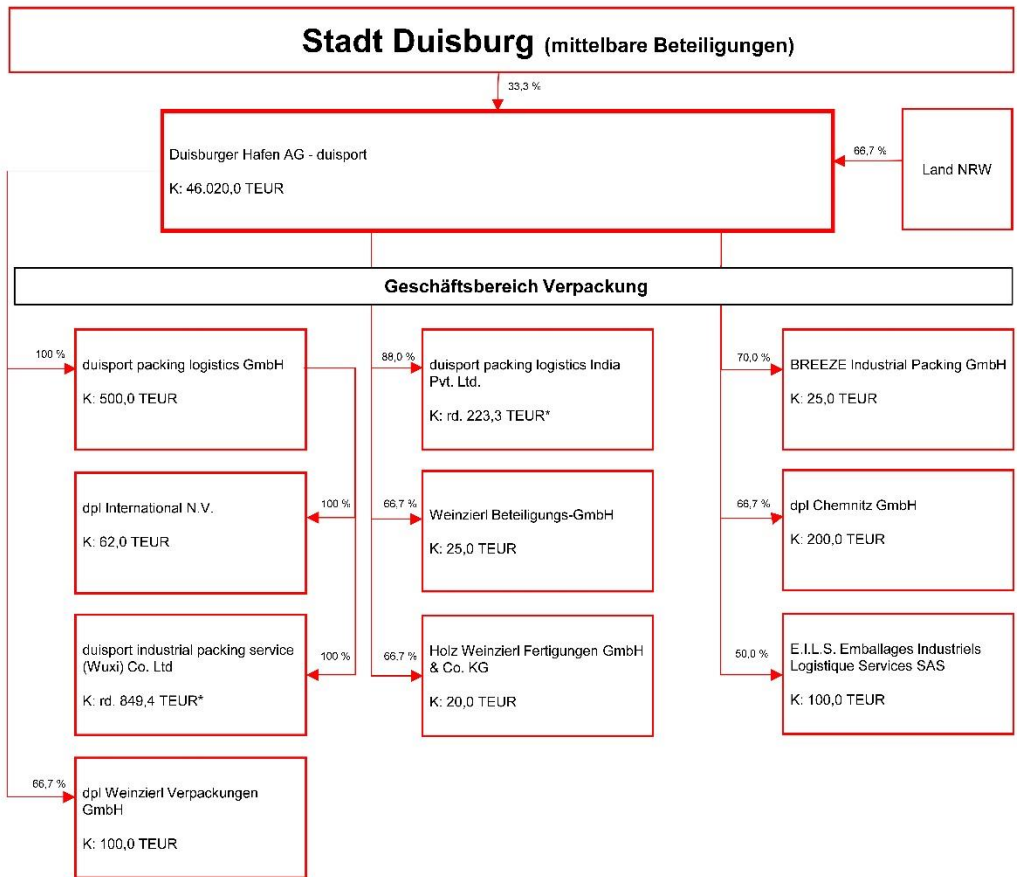 Stadt Duisburg (mittelbare Beteiligungen)
33,3 %
Duisburger Hafen AG - duisport
K: 46.020,0 TEUR
66,7 %
Land NRW
Geschäftsbereich Verpackung
100 %
duisport packing logistics GmbH
K: 500,0 TEUR
88,0 %
duisport packing logistics India
Pvt. Ltd.
K: rd. 223,3 TEUR*
70,0 %
BREEZE Industrial Packing GmbH
K: 25,0 TEUR
dpl International N.V.
K: 62,0 TEUR
100 %
66,7 %
Weinzierl Beteiligungs-GmbH
K: 25,0 TEUR
66,7 %
dpl Chemnitz GmbH
K: 200,0 TEUR
duisport industrial packing service
(Wuxi) Co. Ltd
K: rd. 849,4 TEUR*
100 %
66,7 %
Holz Weinzierl Fertigungen GmbH
& Co. KG
K: 20,0 TEUR
50,0 %
E.I.L.S. Emballages Industriels
Logistique Services SAS
K: 100,0 TEUR
66,7 %
dpl Weinzierl Verpackungen
GmbH
K: 100,0 TEUR